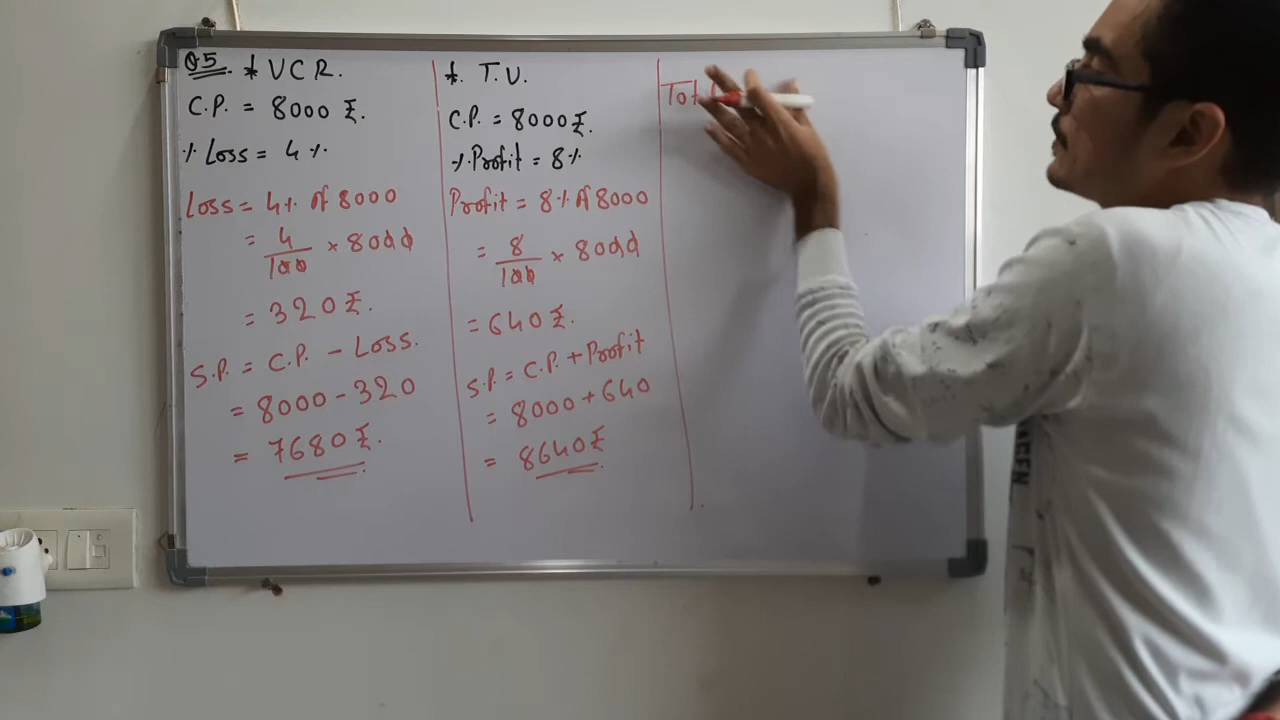 Q5. * VCR.
C.P. = 8000 ₹.
% Loss = 4 %
Loss = 4% of 8000
= 4/100 × 8000
= 320 ₹.
S.P. = C.P. - Loss.
= 8000 - 320
= 7680 ₹.
*. T.V.
C.P. = 8000 ₹.
% Profit = 8 %
Profit = 8% of 8000
= 8/100 × 8000
= 640 ₹.
S.P. = C.P. + Profit
= 8000 + 640
= 8640 ₹
Tot